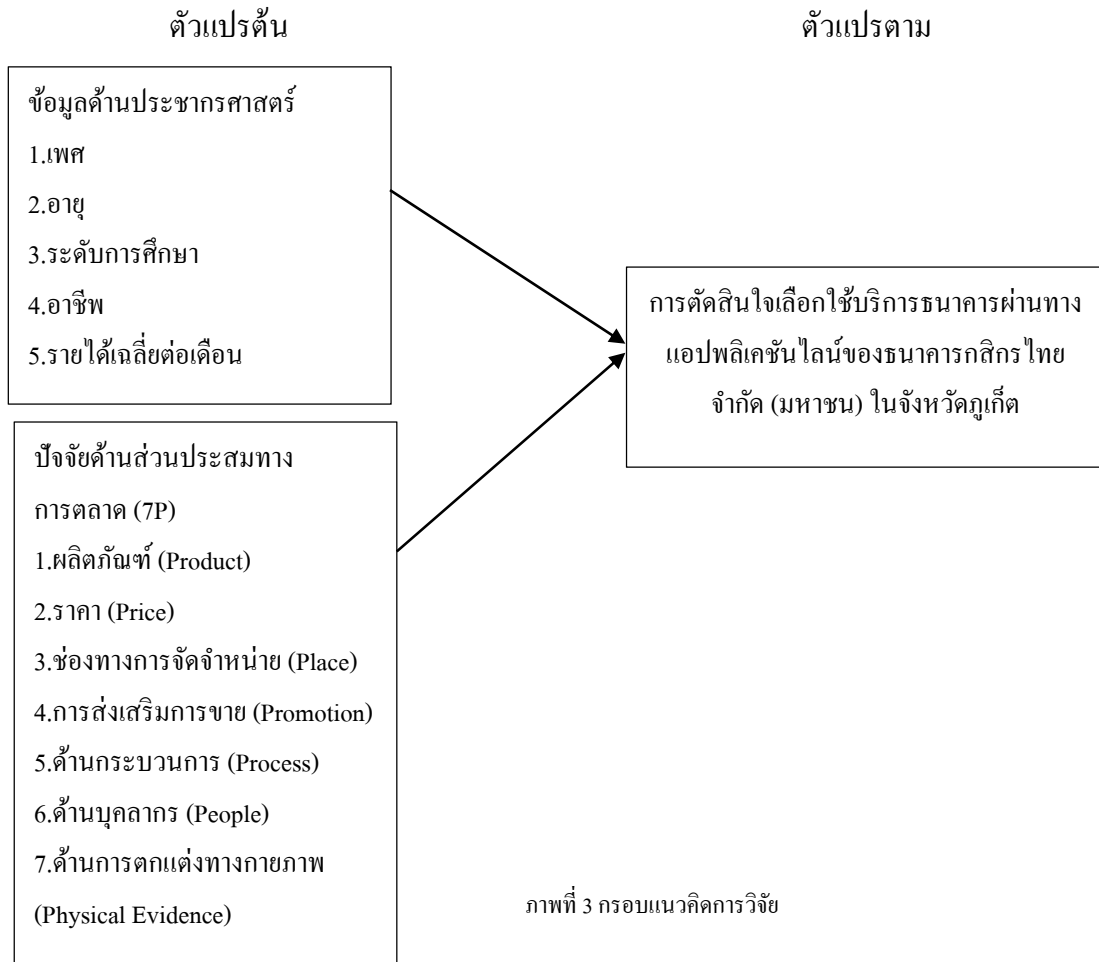 ตัวแปรต้น
ตัวแปรตาม
ข้อมูลด้านประชากรศาสตร์
1.เพศ
2.อายุ
3.ระดับการศึกษา
4.อาชีพ
5.รายได้เฉลี่ยต่อเดือน
การตัดสินใจเลือกใช้บริการธนาคารผ่านทาง
แอปพลิเคชันไลน์ของธนาคารกสิกรไทย
จำกัด (มหาชน) ในจังหวัดภูเก็ต
ปัจจัยด้านส่วนประสมทาง
การตลาด (7P)
1.ผลิตภัณฑ์ (Product)
2.ราคา (Price)
3.ช่องทางการจัดจำหน่าย (Place)
4.การส่งเสริมการขาย (Promotion)
5.ด้านกระบวนการ (Process)
6.ด้านบุคลากร (People)
7.ด้านการตกแต่งทางกายภาพ
(Physical Evidence)
ภาพที่ 3 กรอบแนวคิดการวิจัย